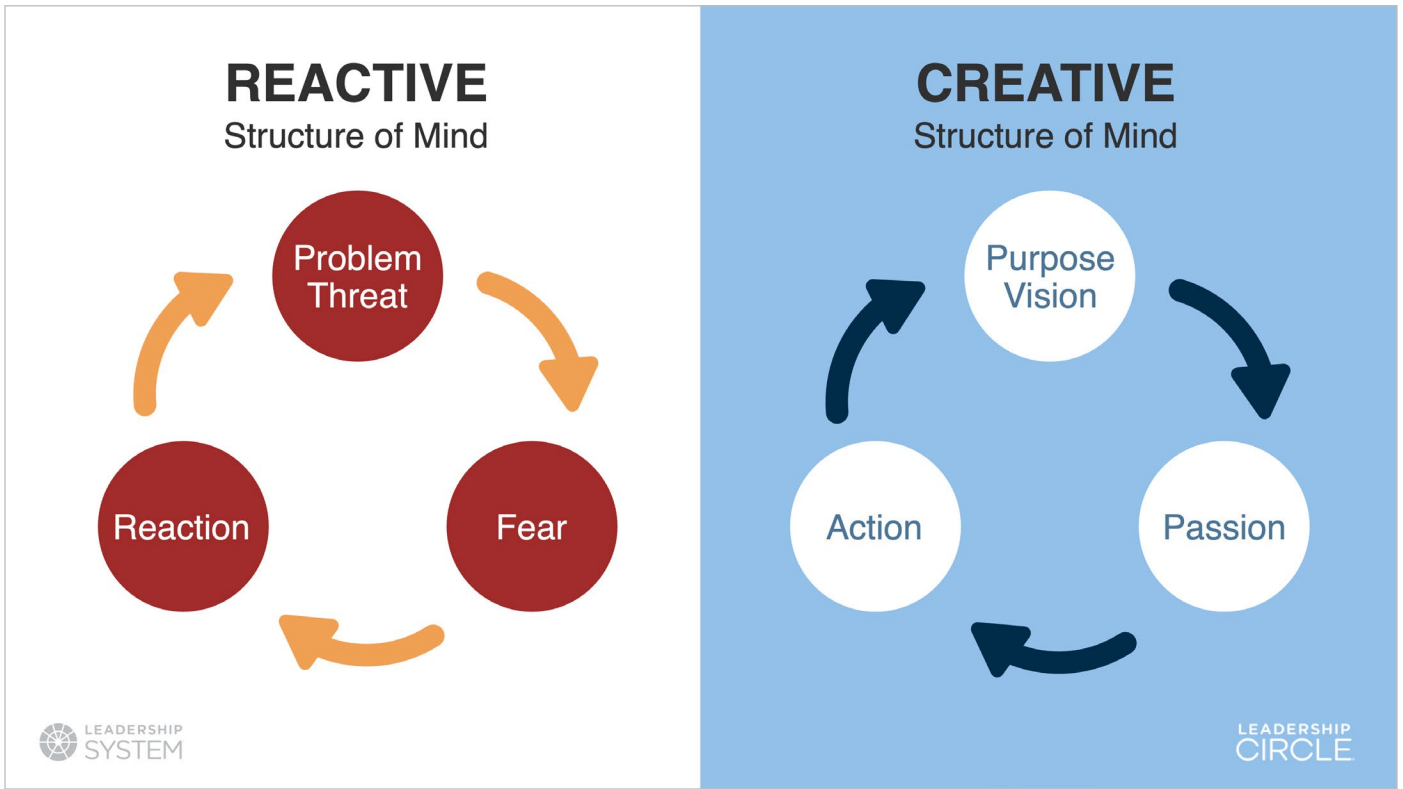 REACTIVE
Structure of Mind
Problem
Threat
Reaction
Fear
LEADERSHIP
SYSTEM
CREATIVE
Structure of Mind
Purpose
Vision
Action
Passion
LEADERSHIP
CIRCLE